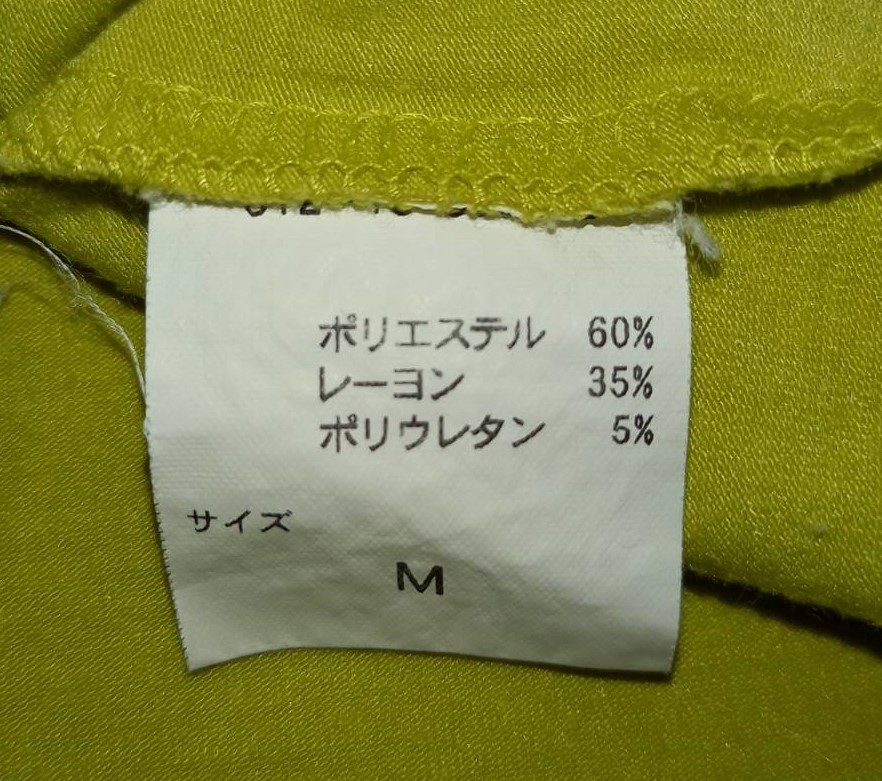 ポリエステル 60%
レーヨン 35%
ポリウレタン 5%
サイズ
M